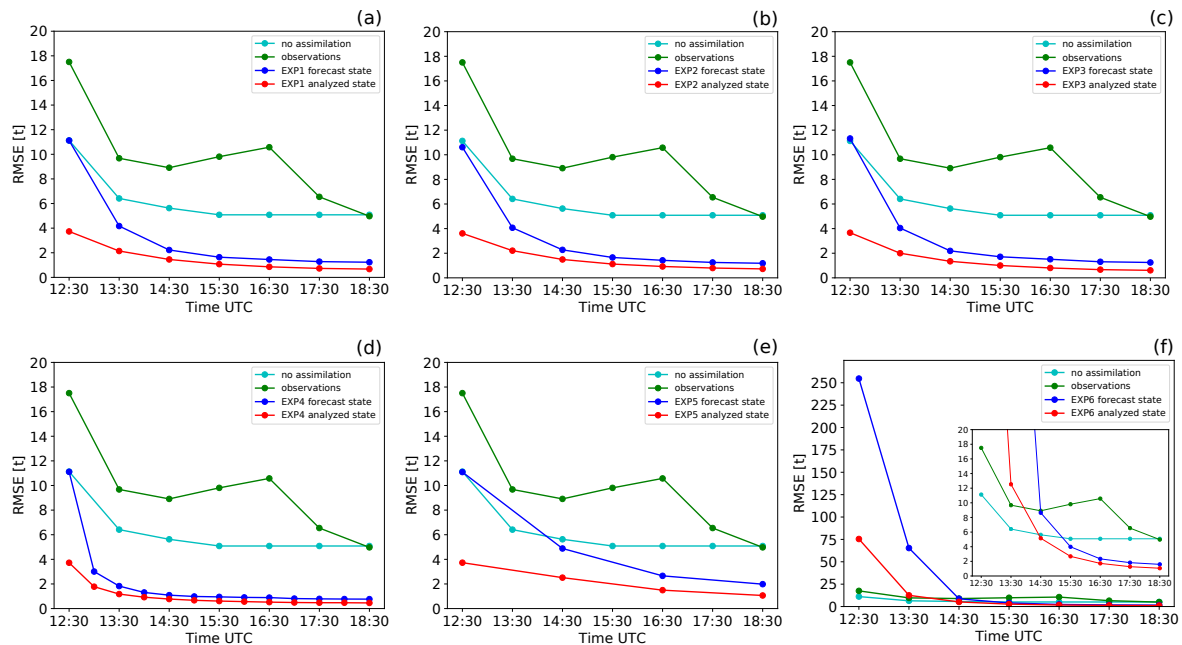 (a)
20
18
16
14
12
10
8
6
4
2
0
RMSE [t]
no assimilation
observations
EXP1 forecast state
EXP1 analyzed state
12:30 13:30 14:30 15:30 16:30 17:30 18:30
Time UTC
(b)
20
18
16
14
12
10
8
6
4
2
0
RMSE [t]
no assimilation
observations
EXP2 forecast state
EXP2 analyzed state
12:30 13:30 14:30 15:30 16:30 17:30 18:30
Time UTC
(c)
20
18
16
14
12
10
8
6
4
2
0
RMSE [t]
no assimilation
observations
EXP3 forecast state
EXP3 analyzed state
12:30 13:30 14:30 15:30 16:30 17:30 18:30
Time UTC
(d)
20
18
16
14
12
10
8
6
4
2
0
RMSE [t]
no assimilation
observations
EXP4 forecast state
EXP4 analyzed state
12:30 13:30 14:30 15:30 16:30 17:30 18:30
Time UTC
(e)
20
18
16
14
12
10
8
6
4
2
0
RMSE [t]
no assimilation
observations
EXP5 forecast state
EXP5 analyzed state
12:30 13:30 14:30 15:30 16:30 17:30 18:30
Time UTC
(f)
250
225
200
175
150
125
100
75
50
25
0
RMSE [t]
no assimilation
observations
EXP6 forecast state
EXP6 analyzed state
20
18
16
14
12
10
8
6
4
2
0
12:30 13:30 14:30 15:30 16:30 17:30 18:30
12:30 13:30 14:30 15:30 16:30 17:30 18:30
Time UTC